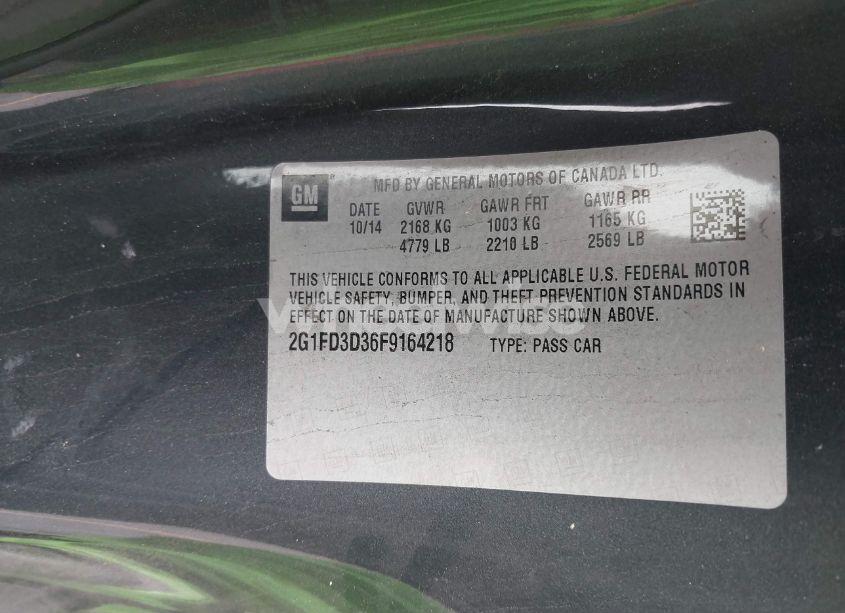 GM
MFD BY GENERAL MOTORS OF CANADA LTD.
DATE GVWR GAWR FRT GAWR RR
10/14 2168 KG 1003 KG 1165 KG
4779 LB 2210 LB 2569 LB
THIS VEHICLE CONFORMS TO ALL APPLICABLE U.S. FEDERAL MOTOR
VEHICLE SAFETY, BUMPER, AND THEFT PREVENTION STANDARDS IN
EFFECT ON THE DATE OF MANUFACTURE SHOWN ABOVE.
2G1FD3D36F9164218 TYPE: PASS CAR